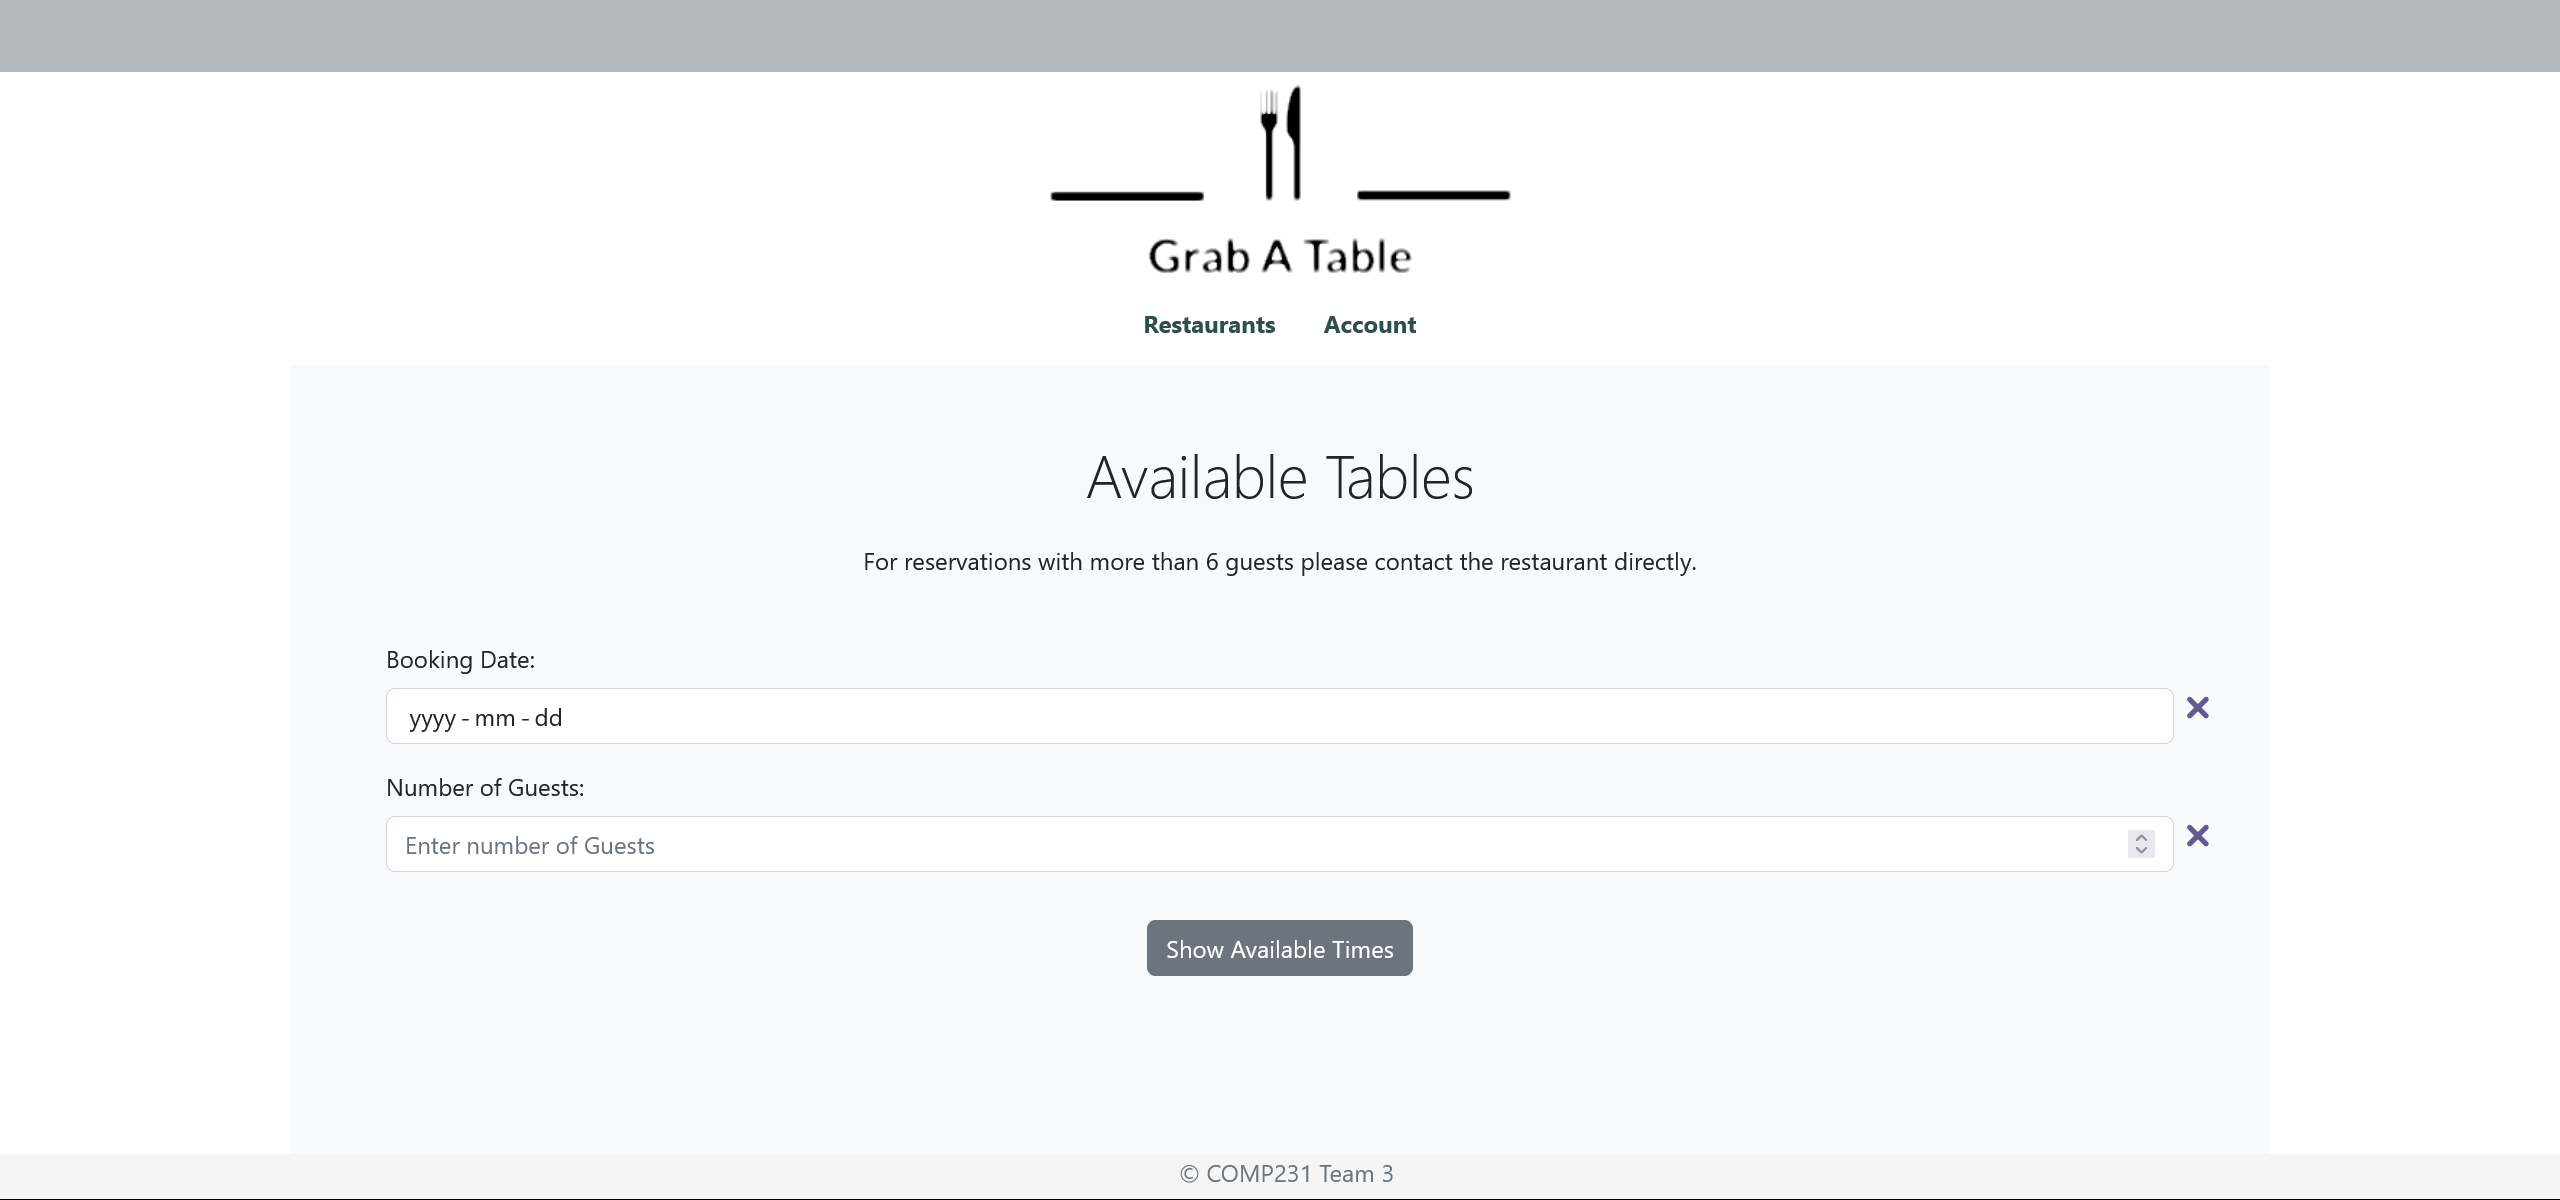 Grab A Table
Restaurants Account
Available Tables
For reservations with more than 6 guests please contact the restaurant directly.
Booking Date:
yyyy - mm - dd
Number of Guests:
Enter number of Guests
Show Available Times
© COMP231 Team 3